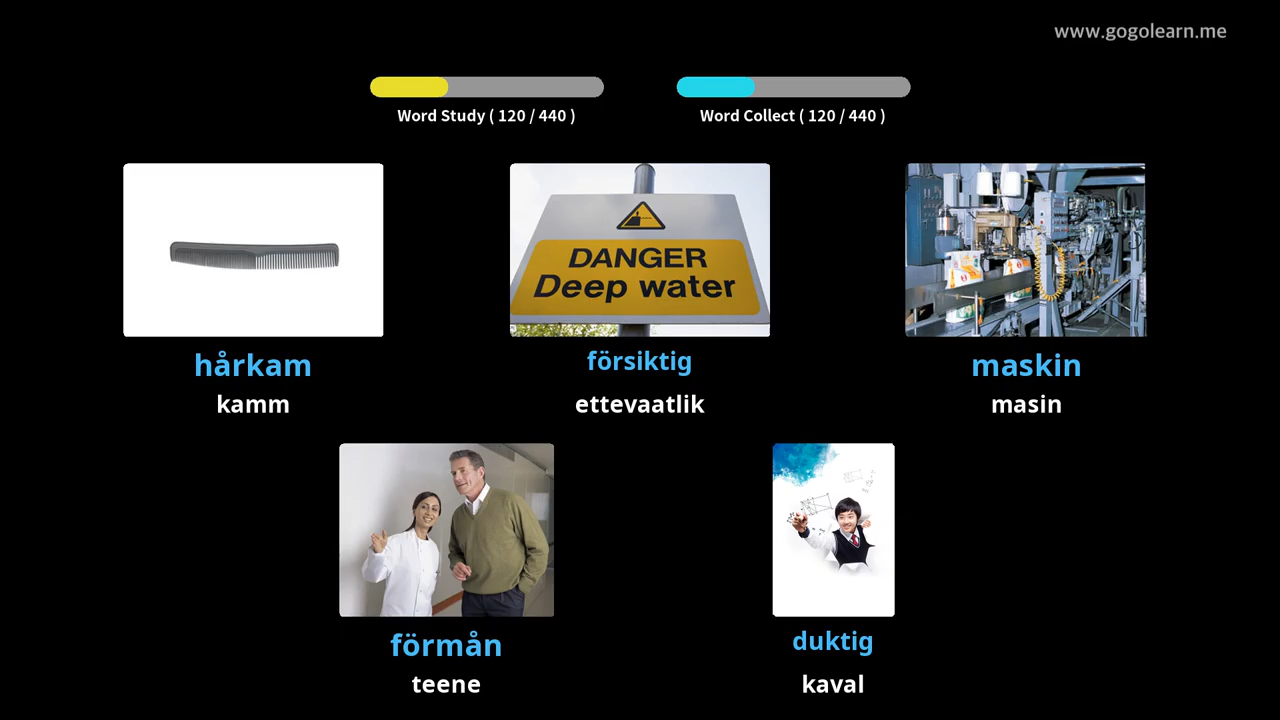 www.gogolearn.me
Word Study ( 120 / 440 )
Word Collect ( 120 / 440 )
DANGER
Deep water
hårkam
försiktig
maskin
kamm
ettevaatlik
masin
förmån
duktig
teene
kaval